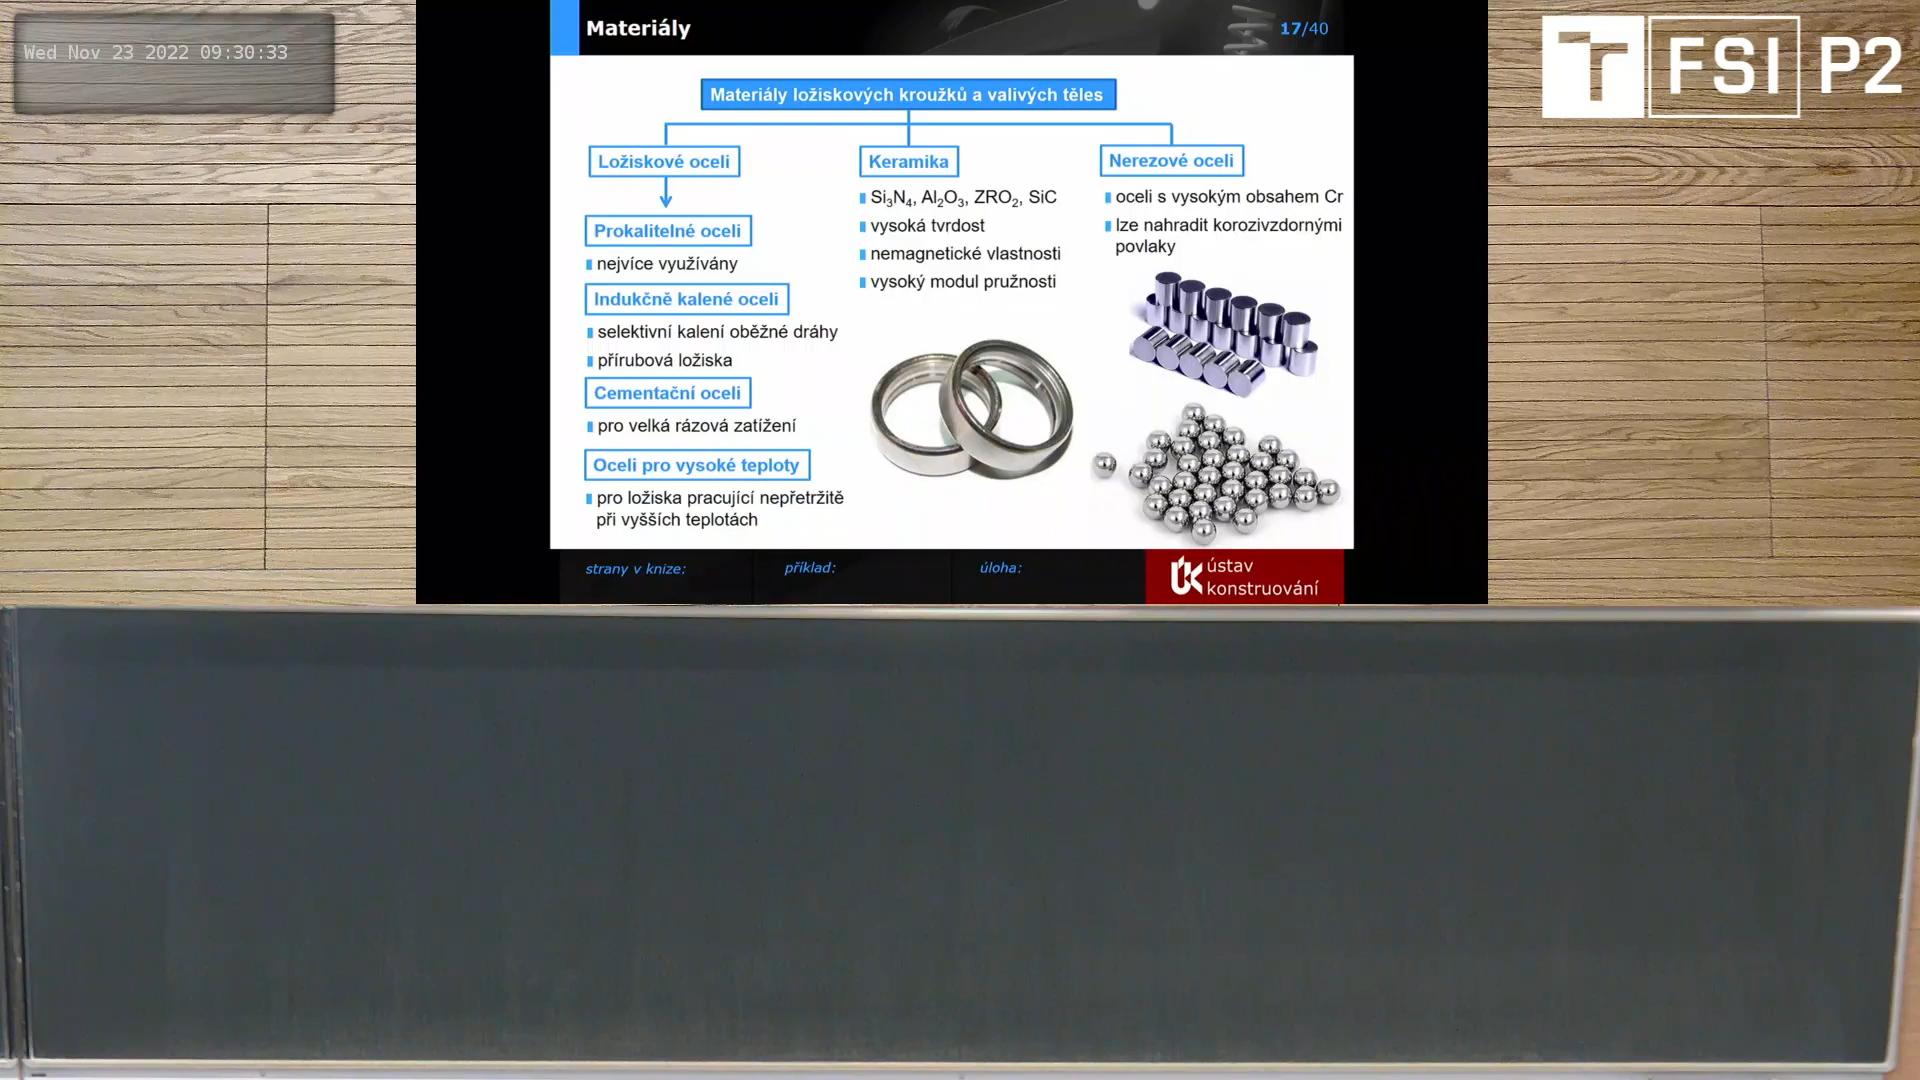 Wed Nov 23 2022 09:30:33
Materiály
17/40
T FSI P2
Materiály ložiskových kroužků a valivých těles
Ložiskové oceli
Prokalitelné oceli
nejvíce využívány
Indukčně kalené oceli
selektivní kalení oběžné dráhy
přírubová ložiska
Cementační oceli
pro velká rázová zatížení
Oceli pro vysoké teploty
pro ložiska pracující nepřetržitě
při vyšších teplotách
Keramika
Si₃N₄, Al₂O₃, ZRO₂, SiC
vysoká tvrdost
nemagnetické vlastnosti
vysoký modul pružnosti
Nerezové oceli
oceli s vysokým obsahem Cr
lze nahradit korozivzdornými
povlaky
strany v knize:
příklad:
úloha:
ústav
konstruování